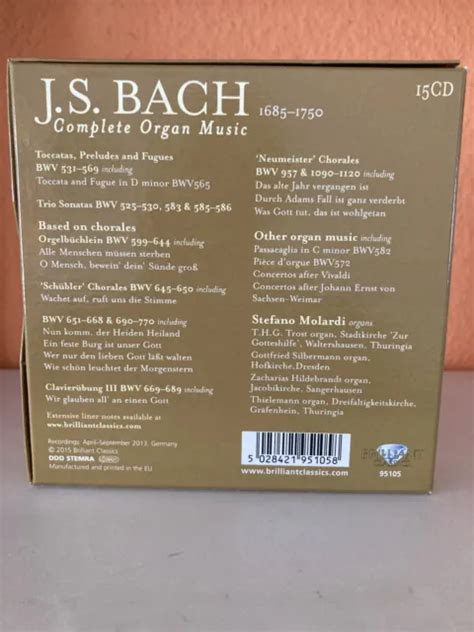 J.S. BACH 1685–1750
15CD
Complete Organ Music
Toccatas, Preludes and Fugues
BWV 531–569 including
Toccata and Fugue in D minor BWV565
Trio Sonatas BWV 525–530, 583 & 585–586
Based on chorales
Orgelbüchlein BWV 599–644 including
Alle Menschen müssen sterben
O Mensch, bewein' dein' Sünde groß
'Schübler' Chorales BWV 645–650 including
Wachet auf, ruft uns die Stimme
BWV 651–668 & 690–770 including
Nun komm, der Heiden Heiland
Ein feste Burg ist unser Gott
Wer nur den lieben Gott läßt walten
Wie schön leuchtet der Morgenstern
Clavierübung III BWV 669–689 including
Wir glauben all' an einen Gott
Extensive liner notes available at
www.brilliantclassics.com
Recordings: April–September 2013, Germany
© 2015 Brilliant Classics
DDD STEMRA
Manufactured and printed in the EU
'Neumeister' Chorales
BWV 957 & 1090–1120 including
Das alte Jahr vergangen ist
Durch Adams Fall ist ganz verderbt
Was Gott tut, das ist wohlgetan
Other organ music including
Passacaglia in C minor BWV582
Pièce d'orgue BWV572
Concertos after Vivaldi
Concertos after Johann Ernst von
Sachsen-Weimar
Stefano Molardi organs
T.H.G. Trost organ, Stadtkirche 'Zur
Gotteshilfe', Waltershausen, Thuringia
Gottfried Silbermann organ,
Hofkirche, Dresden
Zacharias Hildebrandt organ,
Jacobikirche, Sangerhausen
Thielemann organ, Dreifaltigkeitskirche,
Gräfenhein, Thuringia
5 028421 951058
www.brilliantclassics.com
BRILLIANT
CLASSICS
95105